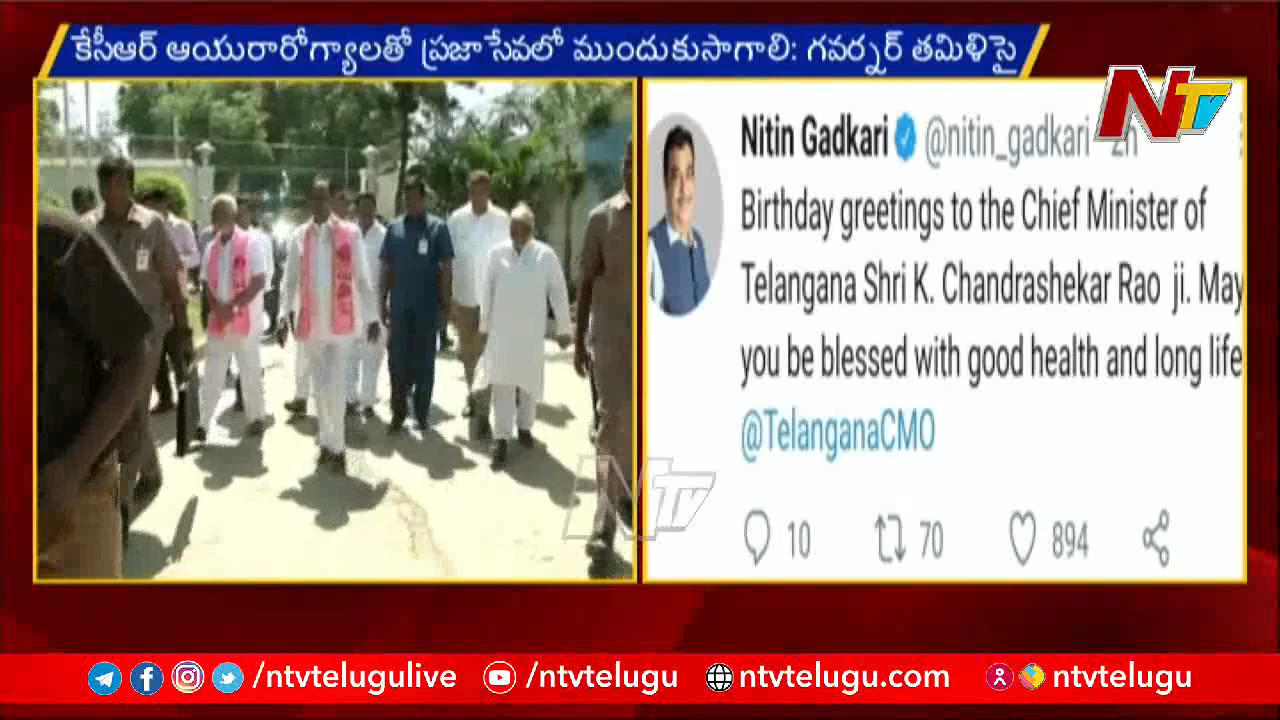 కేసీఆర్ ఆయురారోగ్యాలతో ప్రజాసేవలో ముందుకుసాగాలి: గవర్నర్ తమిళిసై
NTV
Nitin Gadkari @nitin_gadkari 2h
Birthday greetings to the Chief Minister of
Telangana Shri K. Chandrashekar Rao ji. May
you be blessed with good health and long life
@TelanganaCMO
NTV
10 70 894
/ntvtelugulive /ntvtelugu ntvtelugu.com ntvtelugu